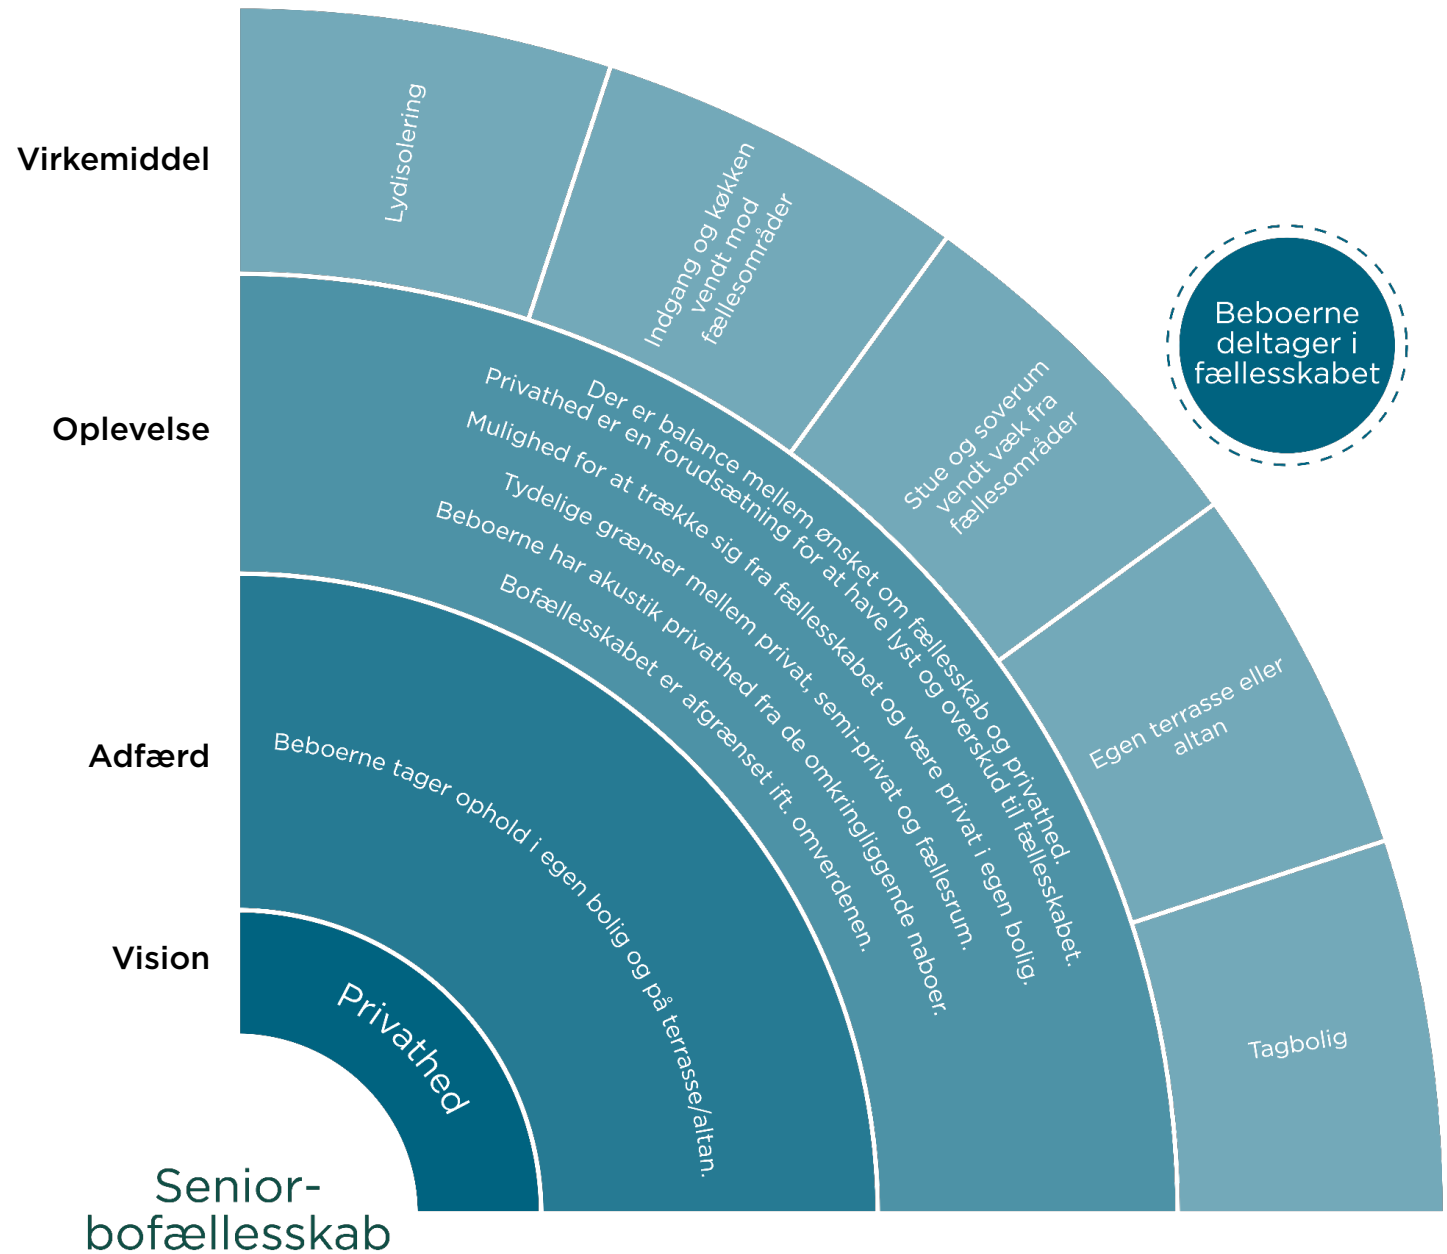 Virkemiddel
Lydisolering
Indgang og køkken
vendt mod
fællesområder
Stue og soverum
vendt væk fra
fællesområder
Egen terrasse eller
altan
Tagbolig
Beboerne
deltager i
fællesskabet
Oplevelse
Der er balance mellem ønsket om fællesskab og privathed.
Privathed er en forudsætning for at have lyst og overskud til fællesskabet.
Mulighed for at trække sig fra fællesskabet og være privat i egen bolig.
Tydelige grænser mellem privat, semi-privat og fællesrum.
Beboerne har akustik privathed fra de omkringliggende naboer.
Bofællesskabet er afgrænset ift. omverdenen.
Adfærd
Beboerne tager ophold i egen bolig og på terrasse/altan.
Vision
Privathed
Senior-
bofællesskab